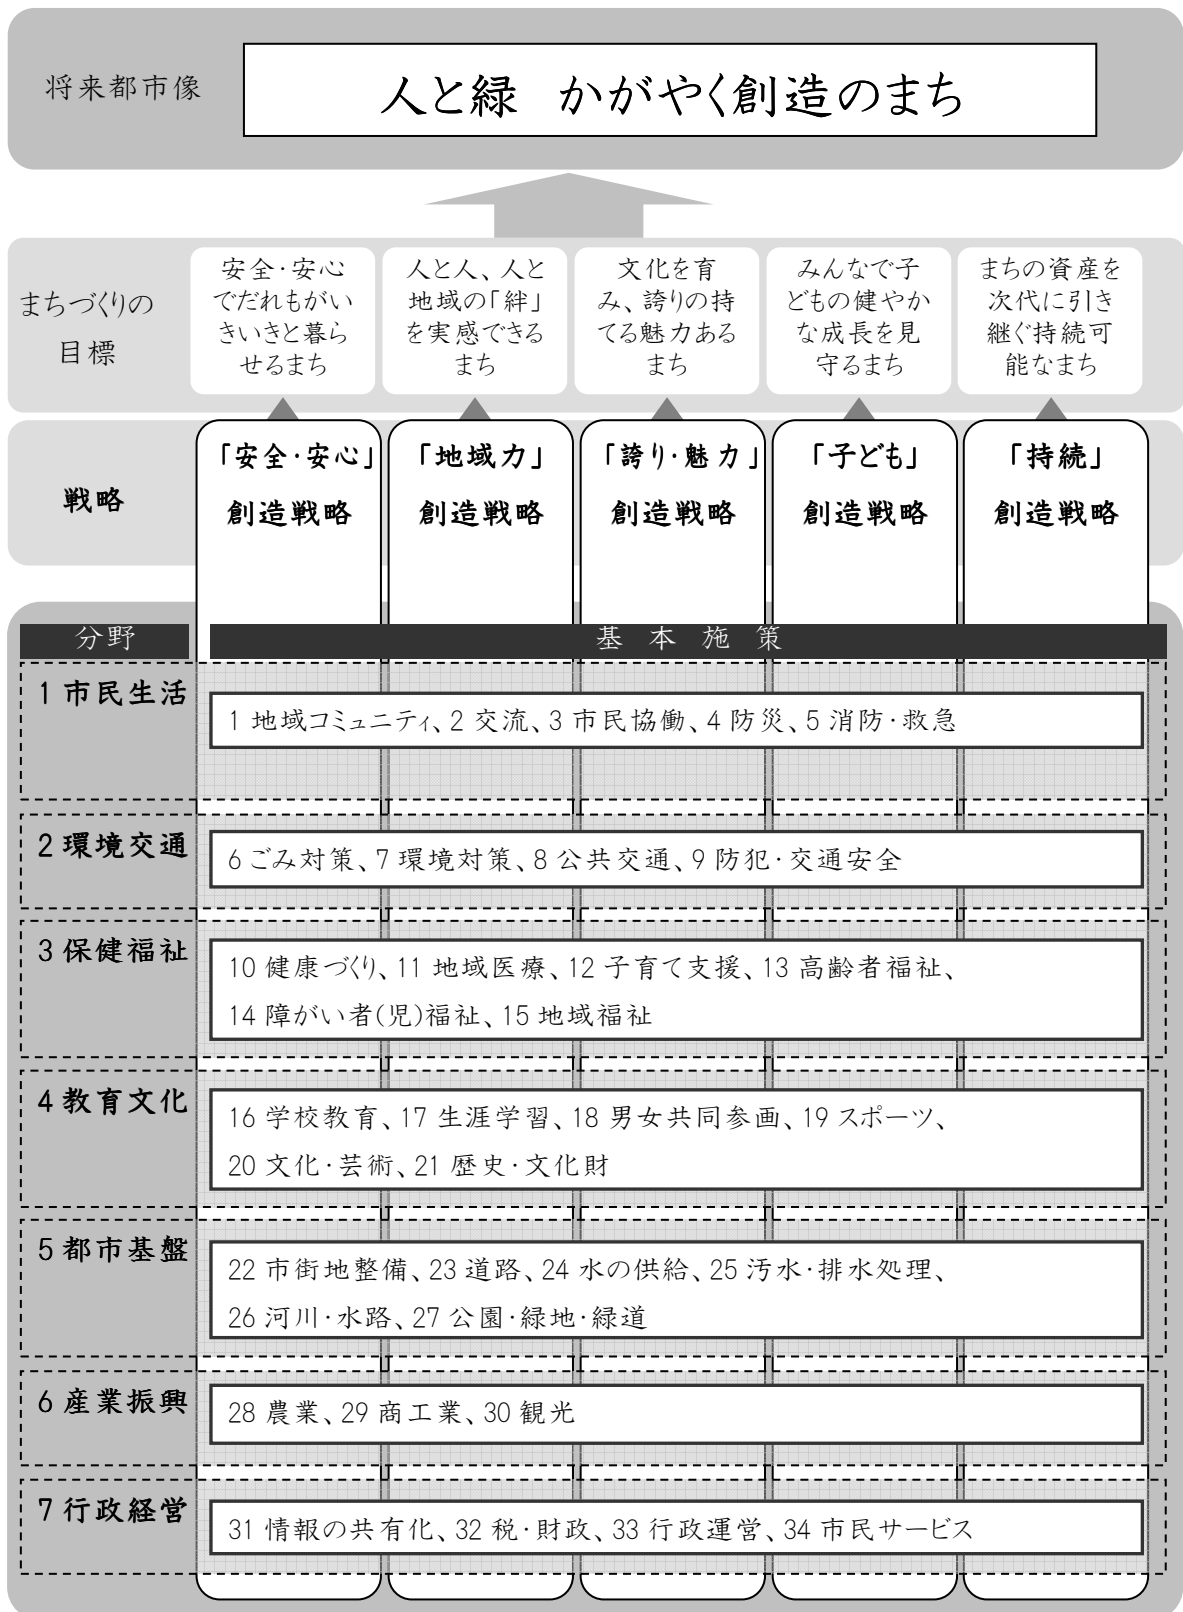 将来都市像
人と緑　かがやく創造のまち
まちづくりの
目標
安全・安心
でだれもがい
きいきと暮ら
せるまち
人と人、人と
地域の「絆」
を実感できる
まち
文化を育
み、誇りの持
てる魅力ある
まち
みんなで子
どもの健やか
な成長を見
守るまち
まちの資産を
次代に引き
継ぐ持続可
能なまち
戦略
「安全・安心」
創造戦略
「地域力」
創造戦略
「誇り・魅力」
創造戦略
「子ども」
創造戦略
「持続」
創造戦略
分野
基本施策
1 市民生活
1 地域コミュニティ、2 交流、3 市民協働、4 防災、5 消防・救急
2 環境交通
6 ごみ対策、7 環境対策、8 公共交通、9 防犯・交通安全
3 保健福祉
10 健康づくり、11 地域医療、12 子育て支援、13 高齢者福祉、
14 障がい者(児)福祉、15 地域福祉
4 教育文化
16 学校教育、17 生涯学習、18 男女共同参画、19 スポーツ、
20 文化・芸術、21 歴史・文化財
5 都市基盤
22 市街地整備、23 道路、24 水の供給、25 汚水・排水処理、
26 河川・水路、27 公園・緑地・緑道
6 産業振興
28 農業、29 商工業、30 観光
7 行政経営
31 情報の共有化、32 税・財政、33 行政運営、34 市民サービス